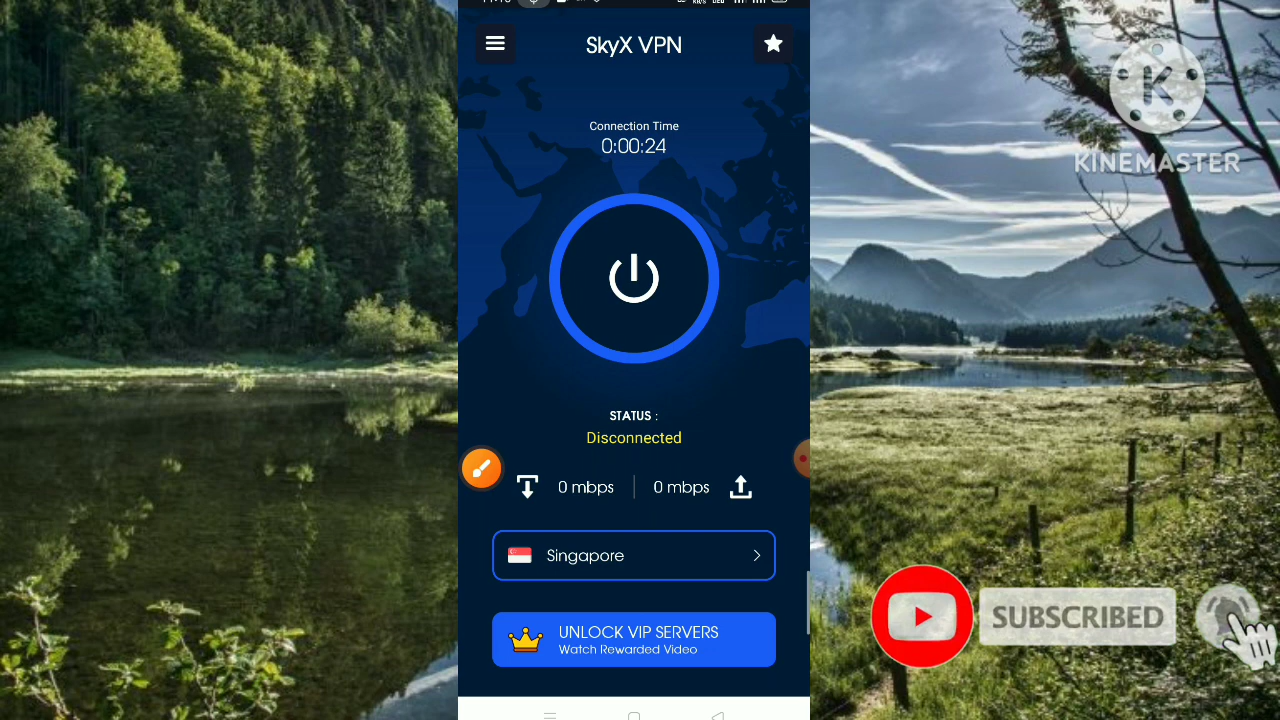 SkyX VPN
Connection Time
0:00:24
STATUS :
Disconnected
0 mbps
0 mbps
Singapore
UNLOCK VIP SERVERS
Watch Rewarded Video
K
KINEMASTER
SUBSCRIBED